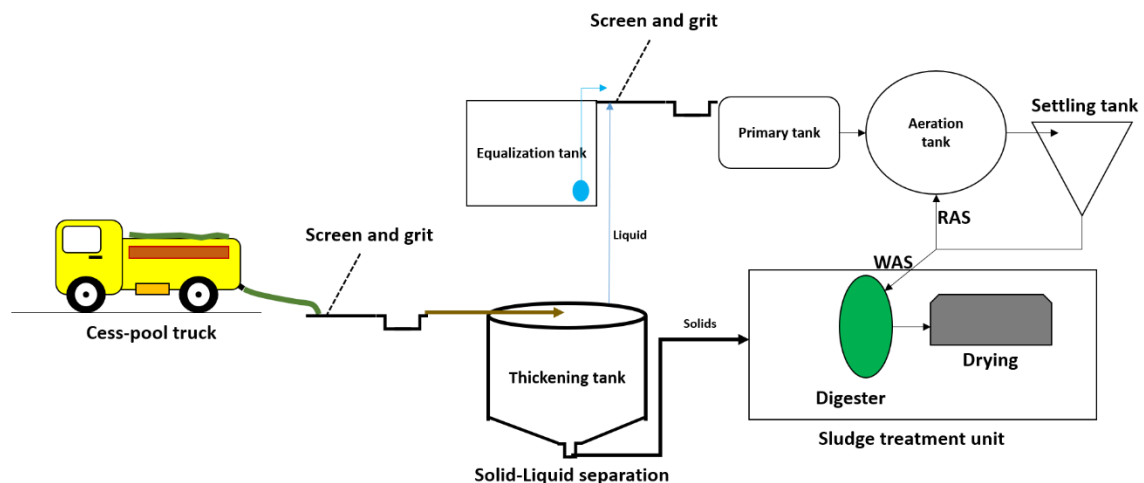 Screen and grit
Settling tank
Equalization tank
Primary tank
Aeration
tank
RAS
Liquid
Screen and grit
WAS
Cess-pool truck
Solids
Thickening tank
Drying
Digester
Sludge treatment unit
Solid-Liquid separation